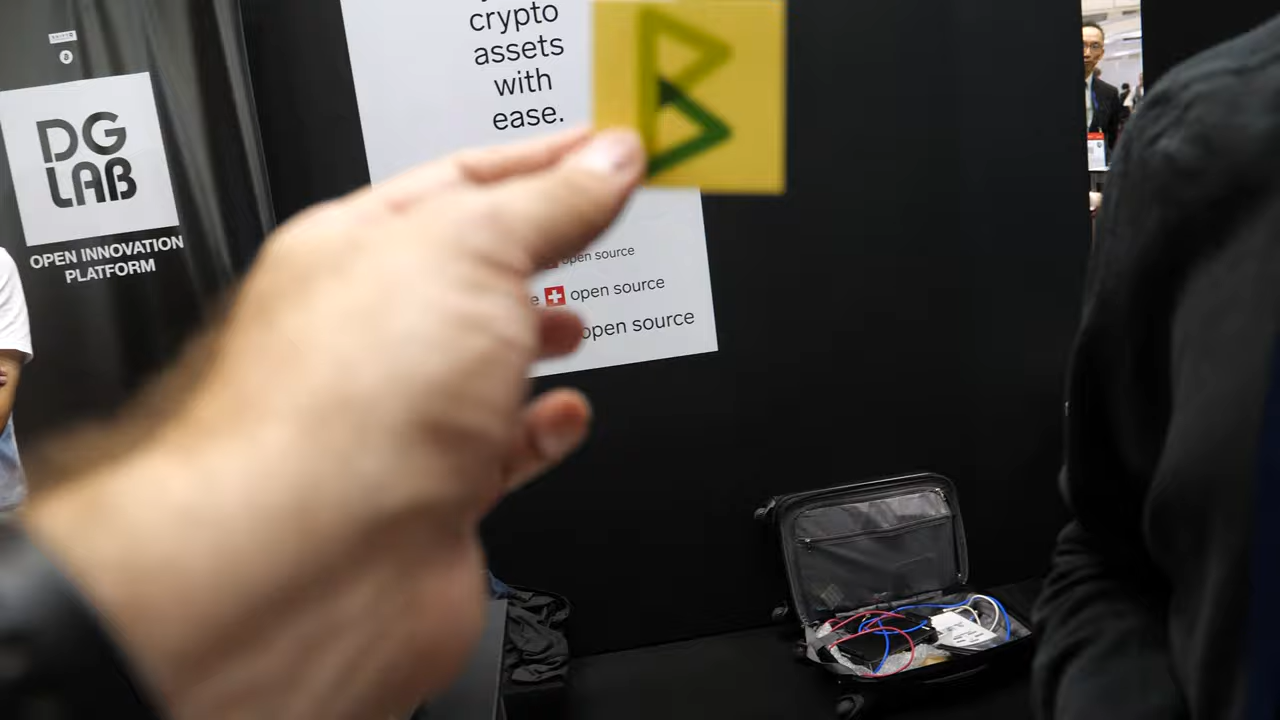 DG
LAB
OPEN INNOVATION
PLATFORM
crypto
assets
with
ease.
open source
e open source
open source
B